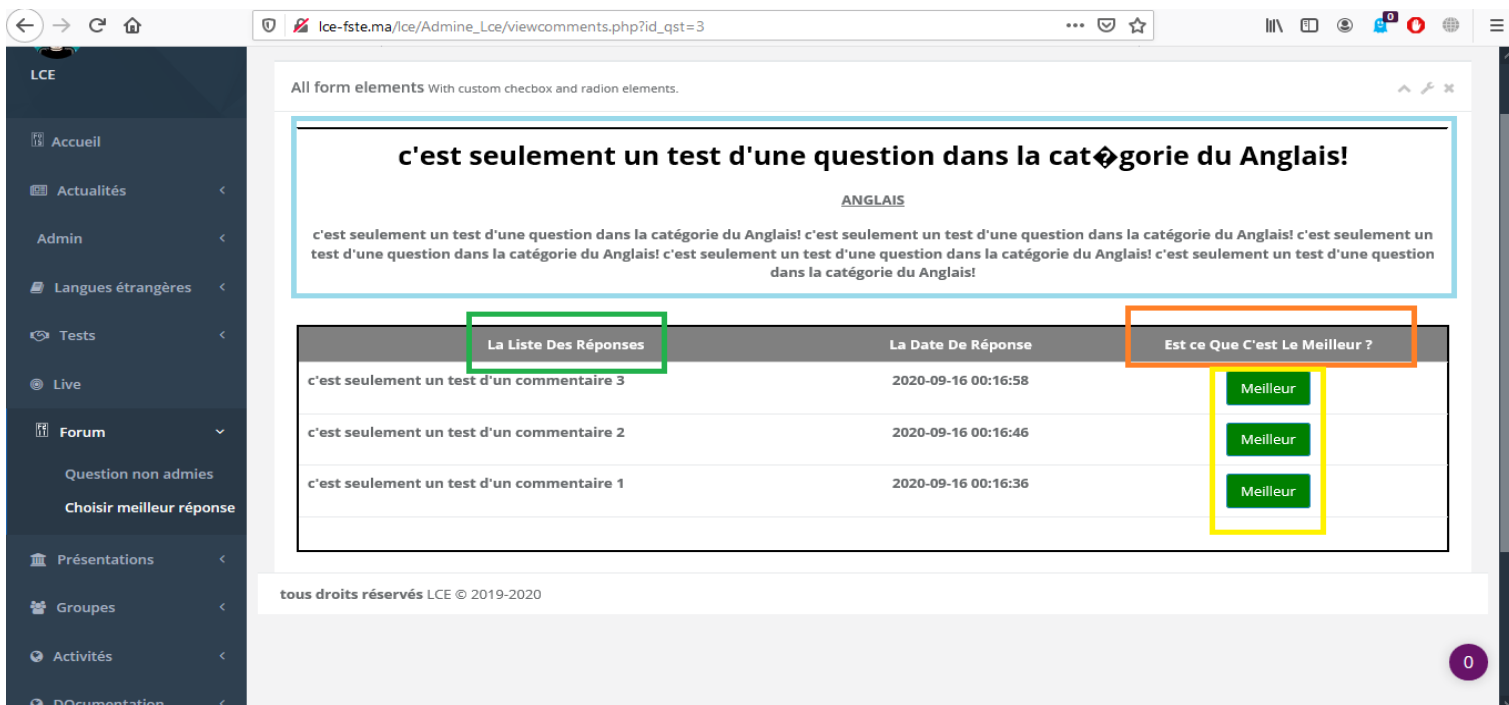 lce-fste.ma/lce/Admine_Lce/viewcomments.php?id_qst=3
0
LCE
Accueil
Actualités
Admin
Langues étrangères
Tests
Live
Forum
Question non admies
Choisir meilleur réponse
Présentations
Groupes
Activités
DOcumentation
All form elements With custom checbox and radion elements.
c'est seulement un test d'une question dans la cat�gorie du Anglais!
ANGLAIS
c'est seulement un test d'une question dans la catégorie du Anglais! c'est seulement un test d'une question dans la catégorie du Anglais! c'est seulement un
test d'une question dans la catégorie du Anglais! c'est seulement un test d'une question dans la catégorie du Anglais! c'est seulement un test d'une question
dans la catégorie du Anglais!
La Liste Des Réponses La Date De Réponse Est ce Que C'est Le Meilleur ?
c'est seulement un test d'un commentaire 3 2020-09-16 00:16:58 Meilleur
c'est seulement un test d'un commentaire 2 2020-09-16 00:16:46 Meilleur
c'est seulement un test d'un commentaire 1 2020-09-16 00:16:36 Meilleur
tous droits réservés LCE © 2019-2020
0